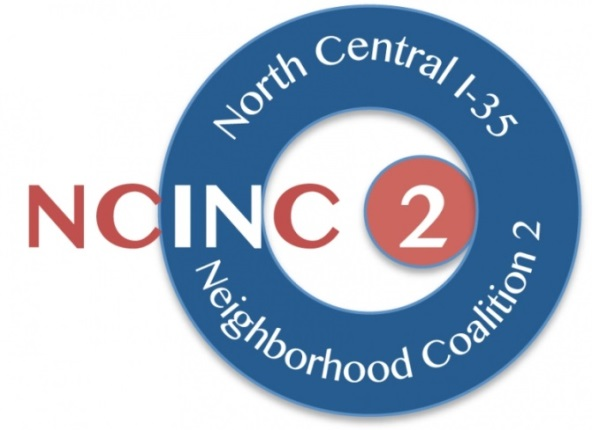 North Central I-35
NCINC 2
Neighborhood Coalition 2